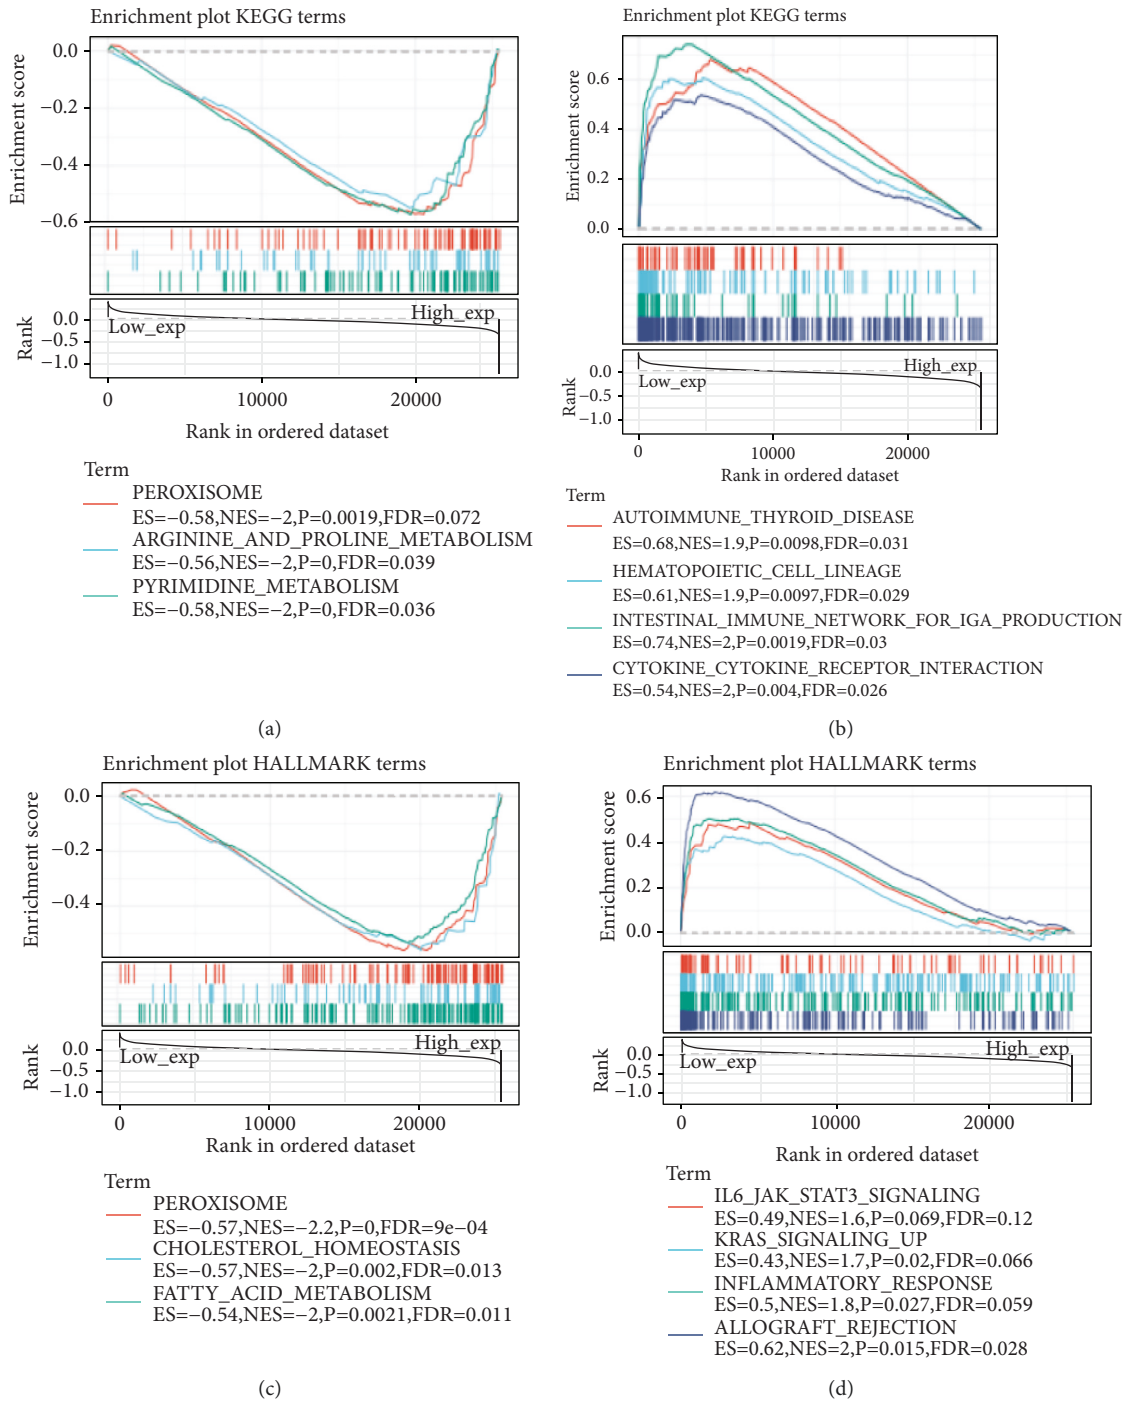 Enrichment plot KEGG terms
Enrichment score
0.0
−0.2
−0.4
−0.6
Rank
0.0
−0.5
−1.0
Low_exp
High_exp
0
10000
20000
Rank in ordered dataset
Term
PEROXISOME
ES=−0.58,NES=−2,P=0.0019,FDR=0.072
ARGININE_AND_PROLINE_METABOLISM
ES=−0.56,NES=−2,P=0,FDR=0.039
PYRIMIDINE_METABOLISM
ES=−0.58,NES=−2,P=0,FDR=0.036
(a)
Enrichment plot KEGG terms
Enrichment score
0.6
0.4
0.2
0.0
Rank
0.0
−0.5
−1.0
Low_exp
High_exp
0
10000
20000
Rank in ordered dataset
Term
AUTOIMMUNE_THYROID_DISEASE
ES=0.68,NES=1.9,P=0.0098,FDR=0.031
HEMATOPOIETIC_CELL_LINEAGE
ES=0.61,NES=1.9,P=0.0097,FDR=0.029
INTESTINAL_IMMUNE_NETWORK_FOR_IGA_PRODUCTION
ES=0.74,NES=2,P=0.0019,FDR=0.03
CYTOKINE_CYTOKINE_RECEPTOR_INTERACTION
ES=0.54,NES=2,P=0.004,FDR=0.026
(b)
Enrichment plot HALLMARK terms
Enrichment score
0.0
−0.2
−0.4
Rank
0.0
−0.5
−1.0
Low_exp
High_exp
0
10000
20000
Rank in ordered dataset
Term
PEROXISOME
ES=−0.57,NES=−2.2,P=0,FDR=9e−04
CHOLESTEROL_HOMEOSTASIS
ES=−0.57,NES=−2,P=0.002,FDR=0.013
FATTY_ACID_METABOLISM
ES=−0.54,NES=−2,P=0.0021,FDR=0.011
(c)
Enrichment plot HALLMARK terms
Enrichment score
0.6
0.4
0.2
0.0
Rank
0.0
−0.5
−1.0
Low_exp
High_exp
0
10000
20000
Rank in ordered dataset
Term
IL6_JAK_STAT3_SIGNALING
ES=0.49,NES=1.6,P=0.069,FDR=0.12
KRAS_SIGNALING_UP
ES=0.43,NES=1.7,P=0.02,FDR=0.066
INFLAMMATORY_RESPONSE
ES=0.5,NES=1.8,P=0.027,FDR=0.059
ALLOGRAFT_REJECTION
ES=0.62,NES=2,P=0.015,FDR=0.028
(d)